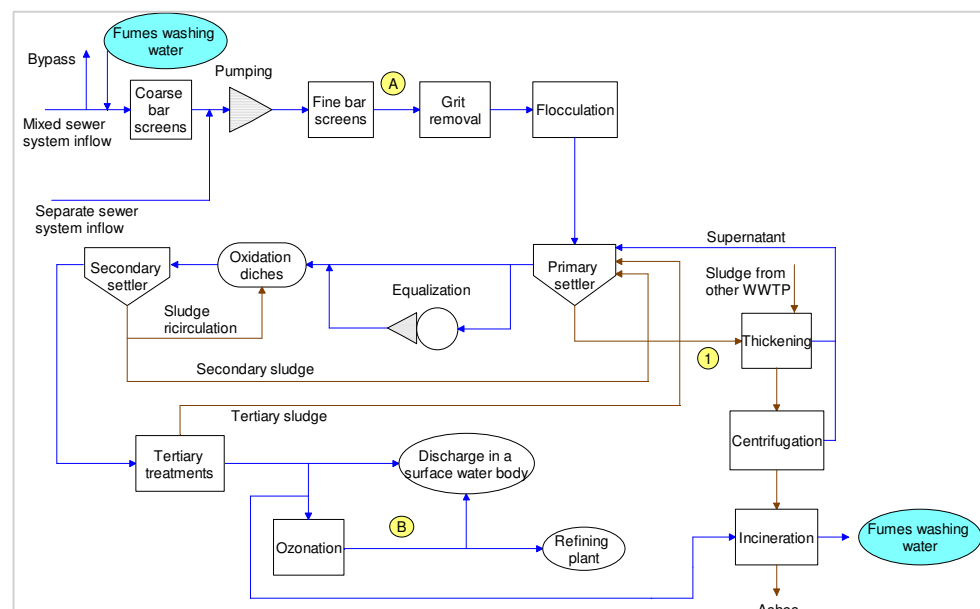 Fumes washing
water
Bypass
Pumping
A
Coarse
bar
screens
Fine bar
screens
Grit
removal
Flocculation
Mixed sewer
system inflow
Separate sewer
system inflow
Supernatant
Secondary
settler
Oxidation
diches
Primary
settler
Sludge from
other WWTP
Equalization
Sludge
ricirculation
Thickening
1
Secondary sludge
Tertiary sludge
Centrifugation
Tertiary
treatments
Discharge in a
surface water body
B
Ozonation
Refining
plant
Incineration
Fumes washing
water